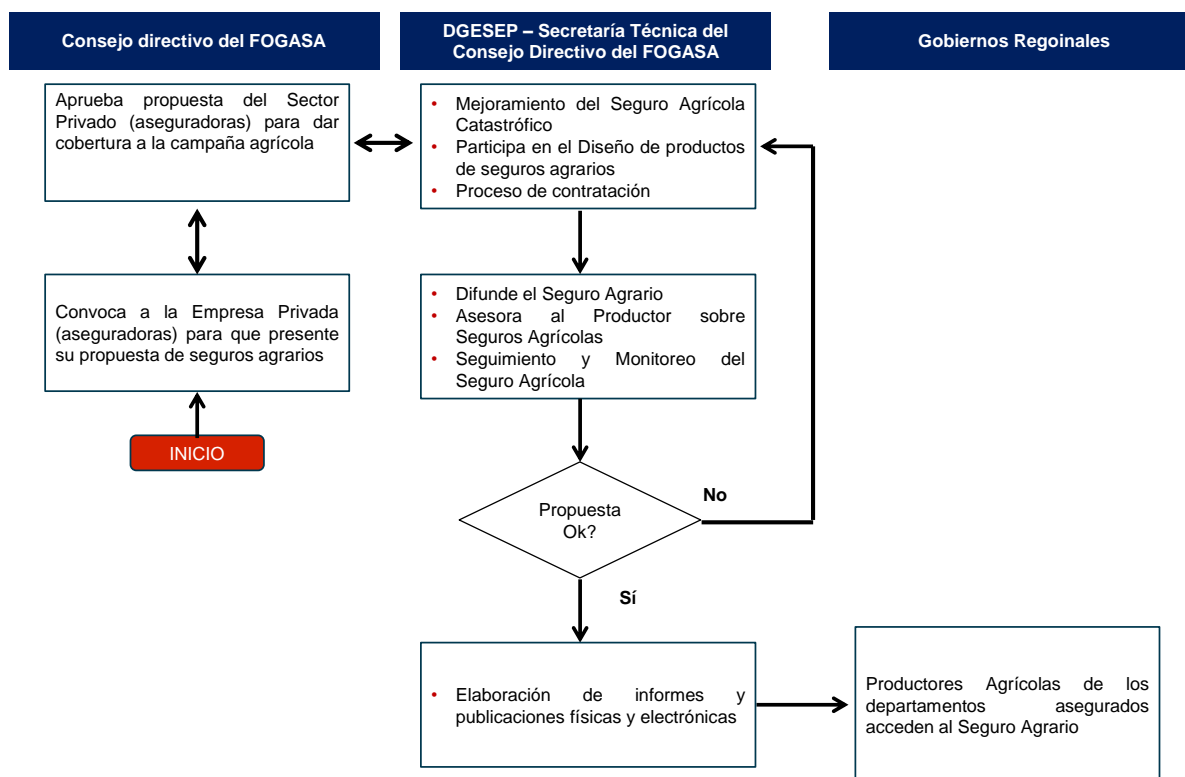 Consejo directivo del FOGASA
DGESEP – Secretaría Técnica del
Consejo Directivo del FOGASA
Gobiernos Regoinales
Aprueba propuesta del Sector
Privado (aseguradoras) para dar
cobertura a la campaña agrícola
• Mejoramiento del Seguro Agrícola
Catastrófico
• Participa en el Diseño de productos
de seguros agrarios
• Proceso de contratación
Convoca a la Empresa Privada
(aseguradoras) para que presente
su propuesta de seguros agrarios
• Difunde el Seguro Agrario
• Asesora al Productor sobre
Seguros Agrícolas
• Seguimiento y Monitoreo del
Seguro Agrícola
INICIO
Propuesta
Ok?
No
Sí
• Elaboración de informes y
publicaciones físicas y electrónicas
Productores Agrícolas de los
departamentos asegurados
acceden al Seguro Agrario